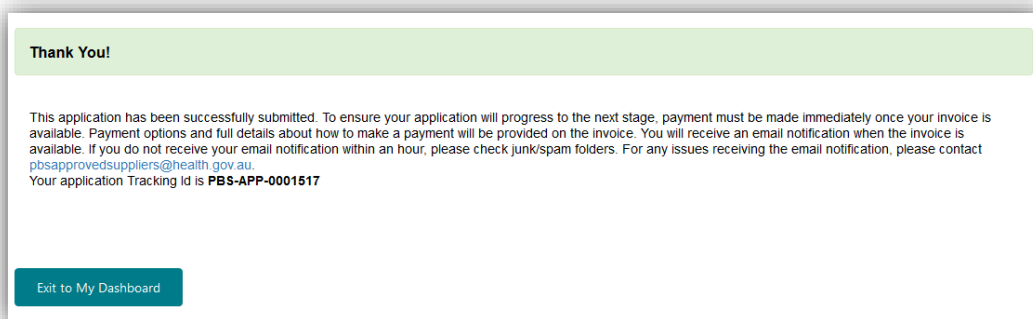 Thank You!
This application has been successfully submitted. To ensure your application will progress to the next stage, payment must be made immediately once your invoice is
available. Payment options and full details about how to make a payment will be provided on the invoice. You will receive an email notification when the invoice is
available. If you do not receive your email notification within an hour, please check junk/spam folders. For any issues receiving the email notification, please contact
pbsapprovedsuppliers@health.gov.au.
Your application Tracking Id is PBS-APP-0001517
Exit to My Dashboard